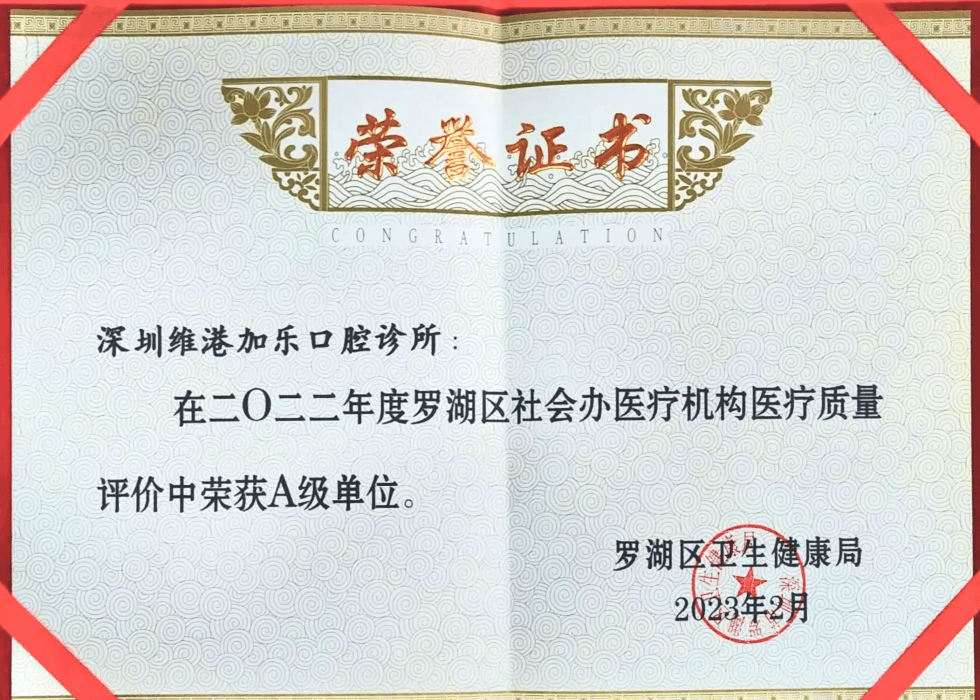 荣誉证书
CONGRATULATION
深圳维港加乐口腔诊所：
在二〇二二年度罗湖区社会办医疗机构医疗质量
评价中荣获A级单位。
罗湖区卫生健康局
2023年2月